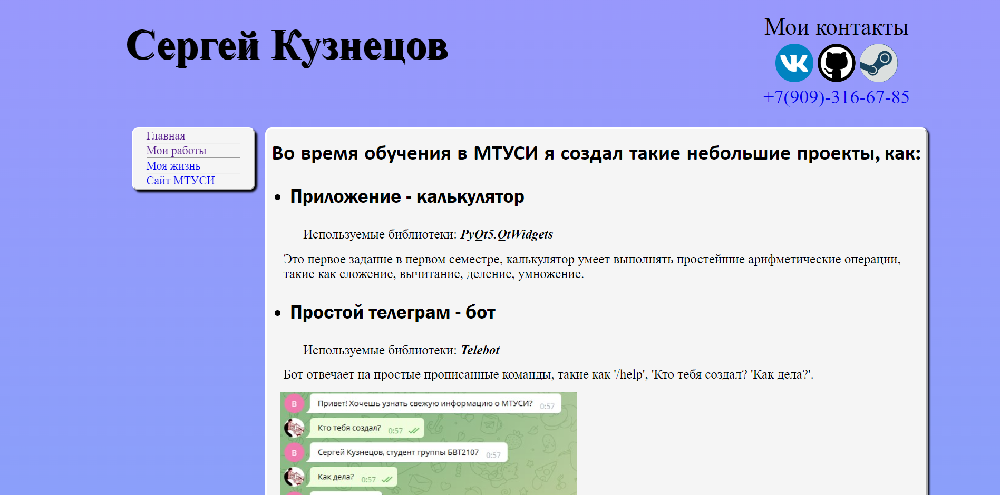 Сергей Кузнецов
Мои контакты
+7(909)-316-67-85
Главная
Мои работы
Моя жизнь
Сайт МТУСИ
Во время обучения в МТУСИ я создал такие небольшие проекты, как:
• Приложение - калькулятор
Используемые библиотеки: PyQt5.QtWidgets
Это первое задание в первом семестре, калькулятор умеет выполнять простейшие арифметические операции,
такие как сложение, вычитание, деление, умножение.
• Простой телеграм - бот
Используемые библиотеки: Telebot
Бот отвечает на простые прописанные команды, такие как '/help', 'Кто тебя создал? 'Как дела?'.
В Привет! Хочешь узнать свежую информацию о МТУСИ? 0:57
Кто тебя создал? 0:57
В Сергей Кузнецов, студент группы БВТ2107 0:57
Как дела? 0:57